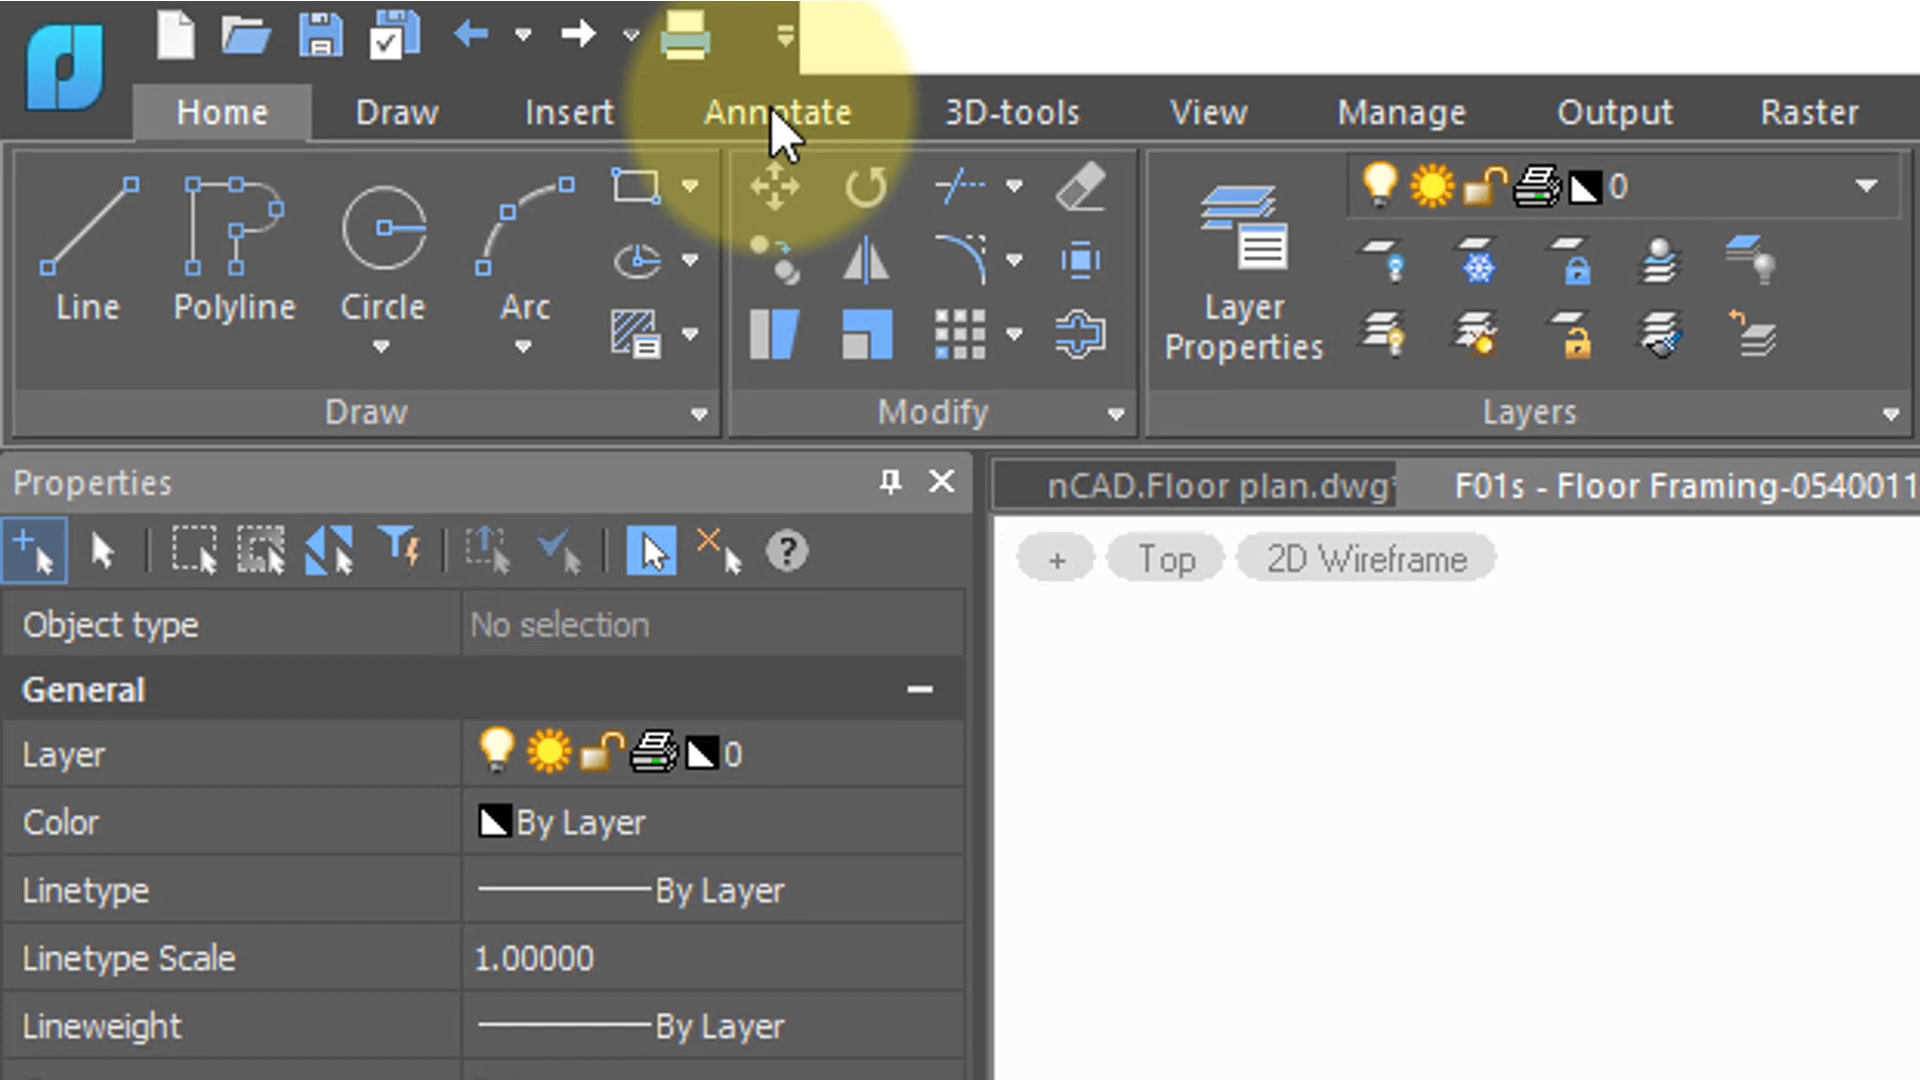 Home Draw Insert Annotate 3D-tools View Manage Output Raster
0
Line Polyline Circle Arc
Layer
Properties
Draw Modify Layers
Properties
nCAD.Floor plan.dwg*
F01s - Floor Framing-0540011
+ Top 2D Wireframe
?
Object type No selection
General
Layer 0
Color By Layer
Linetype By Layer
Linetype Scale 1.00000
Lineweight By Layer